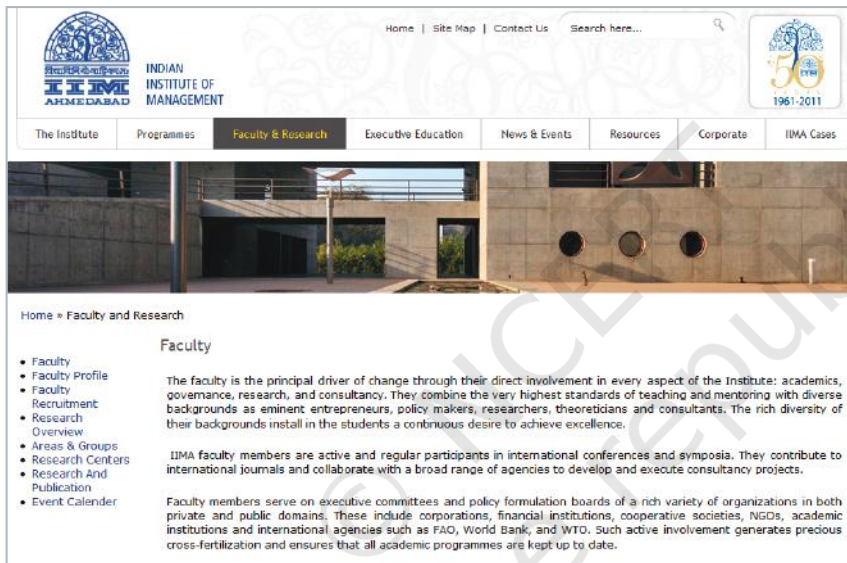 Home | Site Map | Contact Us
Search here...
विद्याविनियोगाद्विकासः
IIM
AHMEDABAD
INDIAN
INSTITUTE OF
MANAGEMENT
50
YEARS
IIMA
1961-2011
The Institute
Programmes
Faculty & Research
Executive Education
News & Events
Resources
Corporate
IIMA Cases
Home » Faculty and Research
Faculty
Faculty Profile
Faculty
Recruitment
Research
Overview
Areas & Groups
Research Centers
Research And
Publication
Event Calender
Faculty
The faculty is the principal driver of change through their direct involvement in every aspect of the Institute: academics,
governance, research, and consultancy. They combine the very highest standards of teaching and mentoring with diverse
backgrounds as eminent entrepreneurs, policy makers, researchers, theoreticians and consultants. The rich diversity of
their backgrounds install in the students a continuous desire to achieve excellence.
IIMA faculty members are active and regular participants in international conferences and symposia. They contribute to
international journals and collaborate with a broad range of agencies to develop and execute consultancy projects.
Faculty members serve on executive committees and policy formulation boards of a rich variety of organizations in both
private and public domains. These include corporations, financial institutions, cooperative societies, NGOs, academic
institutions and international agencies such as FAO, World Bank, and WTO. Such active involvement generates precious
cross-fertilization and ensures that all academic programmes are kept up to date.
© NCERT
republ